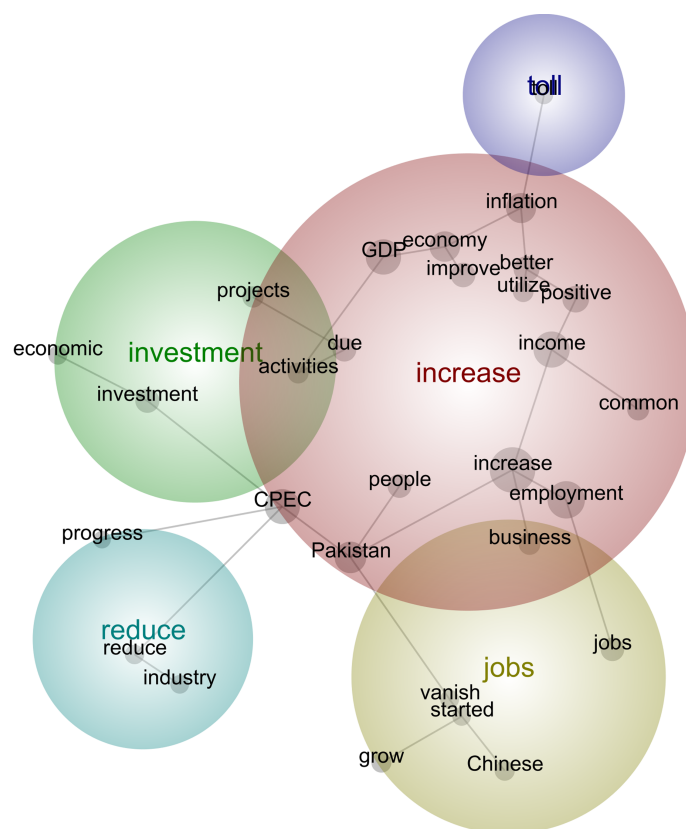 toll
toll
inflation
GDP
economy
improve
better
utilize
positive
projects
due
income
economic
investment
activities
increase
investment
common
increase
people
employment
CPEC
business
progress
Pakistan
reduce
reduce
jobs
industry
jobs
vanish
started
grow
Chinese